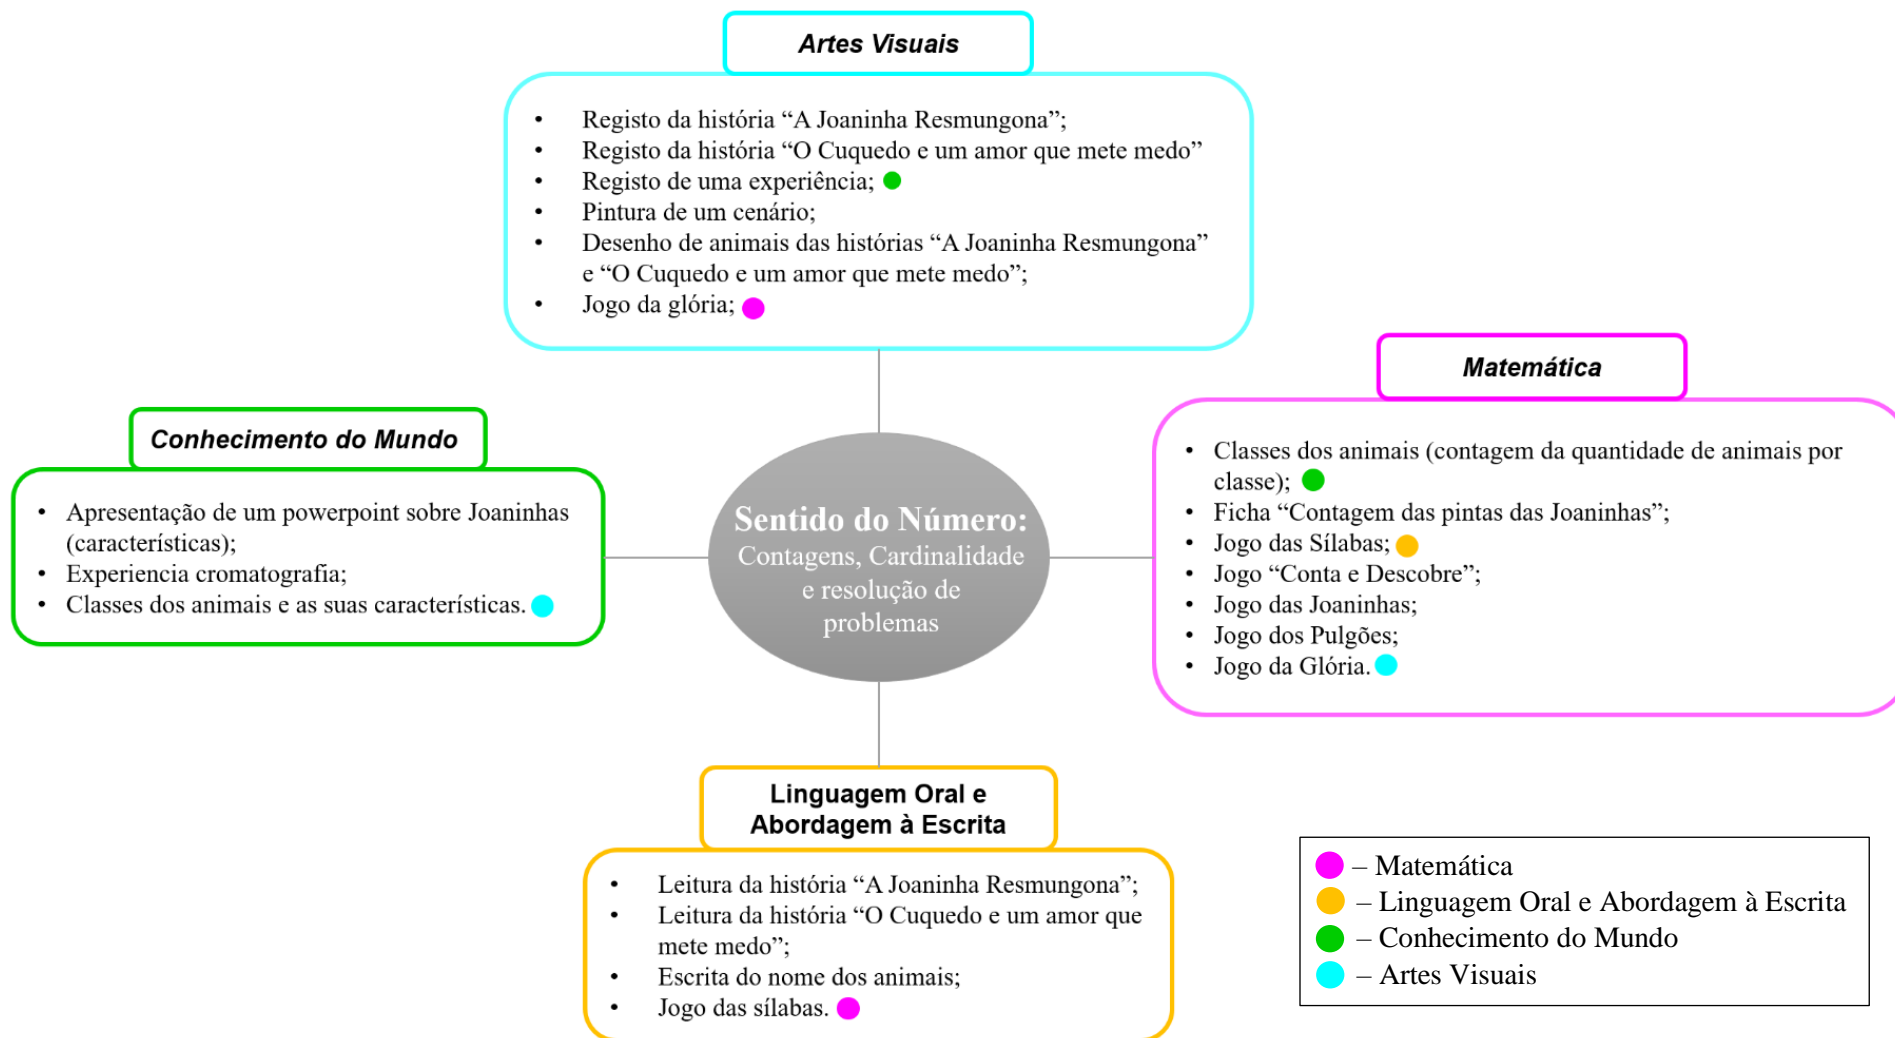 Artes Visuais
• Registo da história “A Joaninha Resmungona”;
• Registo da história “O Cuquedo e um amor que mete medo”
• Registo de uma experiência;
• Pintura de um cenário;
• Desenho de animais das histórias “A Joaninha Resmungona”
e “O Cuquedo e um amor que mete medo”;
• Jogo da glória;
Matemática
• Classes dos animais (contagem da quantidade de animais por
classe);
• Ficha “Contagem das pintas das Joaninhas”;
• Jogo das Sílabas;
• Jogo “Conta e Descobre”;
• Jogo das Joaninhas;
• Jogo dos Pulgões;
• Jogo da Glória.
Conhecimento do Mundo
• Apresentação de um powerpoint sobre Joaninhas
(características);
• Experiencia cromatografia;
• Classes dos animais e as suas características.
Sentido do Número:
Contagens, Cardinalidade
e resolução de
problemas
Linguagem Oral e
Abordagem à Escrita
• Leitura da história “A Joaninha Resmungona”;
• Leitura da história “O Cuquedo e um amor que
mete medo”;
• Escrita do nome dos animais;
• Jogo das sílabas.
– Matemática
– Linguagem Oral e Abordagem à Escrita
– Conhecimento do Mundo
– Artes Visuais